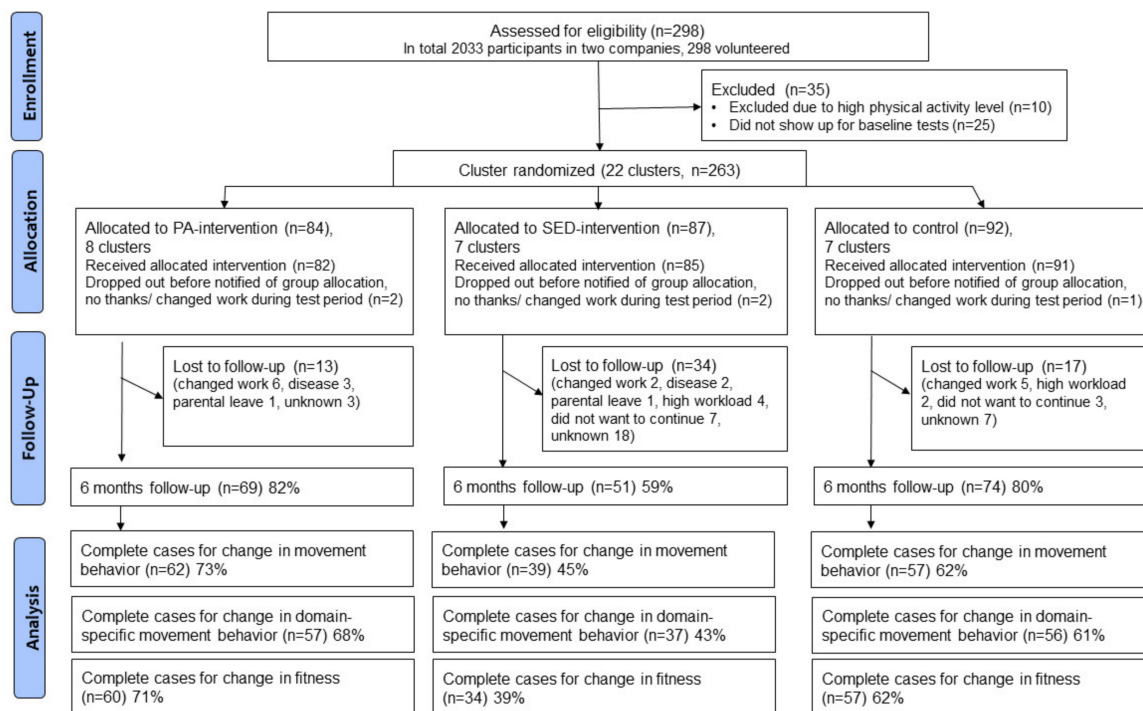 Enrollment
Assessed for eligibility (n=298)
In total 2033 participants in two companies, 298 volunteered
Excluded (n=35)
• Excluded due to high physical activity level (n=10)
• Did not show up for baseline tests (n=25)
Allocation
Cluster randomized (22 clusters, n=263)
Allocated to PA-intervention (n=84),
8 clusters
Received allocated intervention (n=82)
Dropped out before notified of group allocation,
no thanks/ changed work during test period (n=2)
Allocated to SED-intervention (n=87),
7 clusters
Received allocated intervention (n=85)
Dropped out before notified of group allocation,
no thanks/ changed work during test period (n=2)
Allocated to control (n=92),
7 clusters
Received allocated intervention (n=91)
Dropped out before notified of group allocation,
no thanks/ changed work during test period (n=1)
Follow-Up
Lost to follow-up (n=13)
(changed work 6, disease 3,
parental leave 1, unknown 3)
Lost to follow-up (n=34)
(changed work 2, disease 2,
parental leave 1, high workload 4,
did not want to continue 7,
unknown 18)
Lost to follow-up (n=17)
(changed work 5, high workload
2, did not want to continue 3,
unknown 7)
6 months follow-up (n=69) 82%
6 months follow-up (n=51) 59%
6 months follow-up (n=74) 80%
Analysis
Complete cases for change in movement
behavior (n=62) 73%
Complete cases for change in movement
behavior (n=39) 45%
Complete cases for change in movement
behavior (n=57) 62%
Complete cases for change in domain-
specific movement behavior (n=57) 68%
Complete cases for change in domain-
specific movement behavior (n=37) 43%
Complete cases for change in domain-
specific movement behavior (n=56) 61%
Complete cases for change in fitness
(n=60) 71%
Complete cases for change in fitness
(n=34) 39%
Complete cases for change in fitness
(n=57) 62%